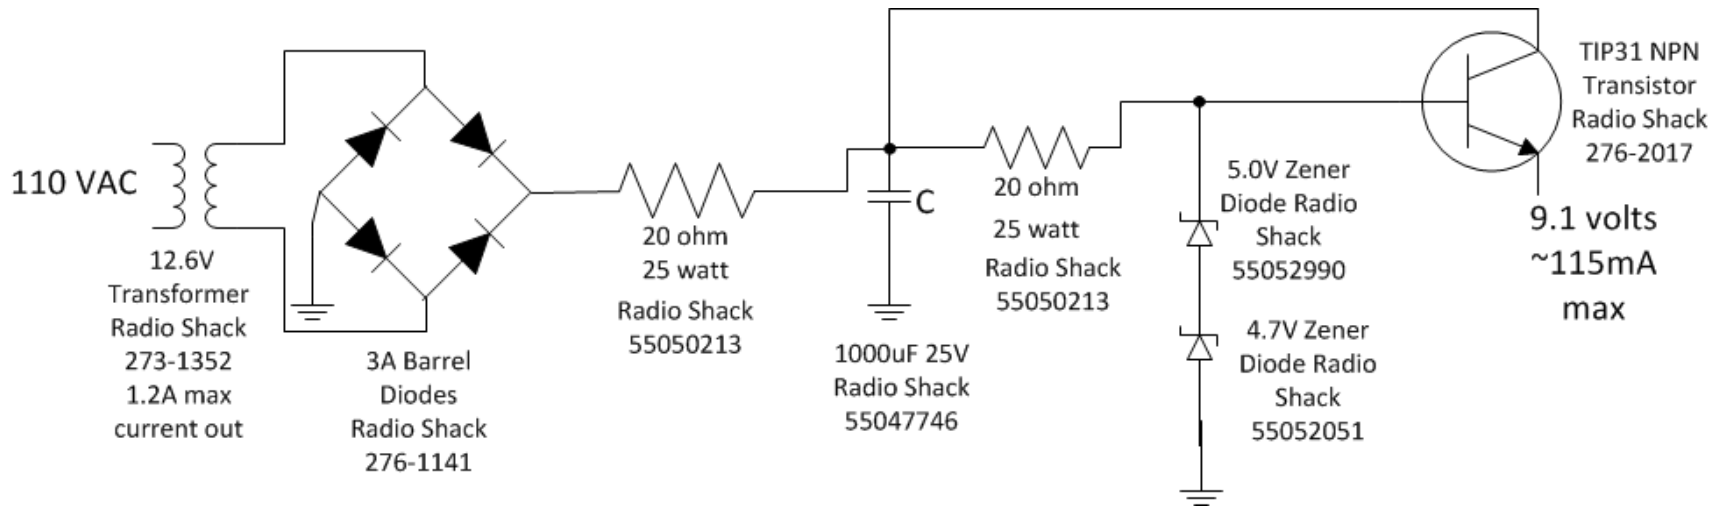 110 VAC
12.6V
Transformer
Radio Shack
273-1352
1.2A max
current out
3A Barrel
Diodes
Radio Shack
276-1141
20 ohm
25 watt
Radio Shack
55050213
C
1000uF 25V
Radio Shack
55047746
20 ohm
25 watt
Radio Shack
55050213
5.0V Zener
Diode Radio
Shack
55052990
4.7V Zener
Diode Radio
Shack
55052051
TIP31 NPN
Transistor
Radio Shack
276-2017
9.1 volts
~115mA
max